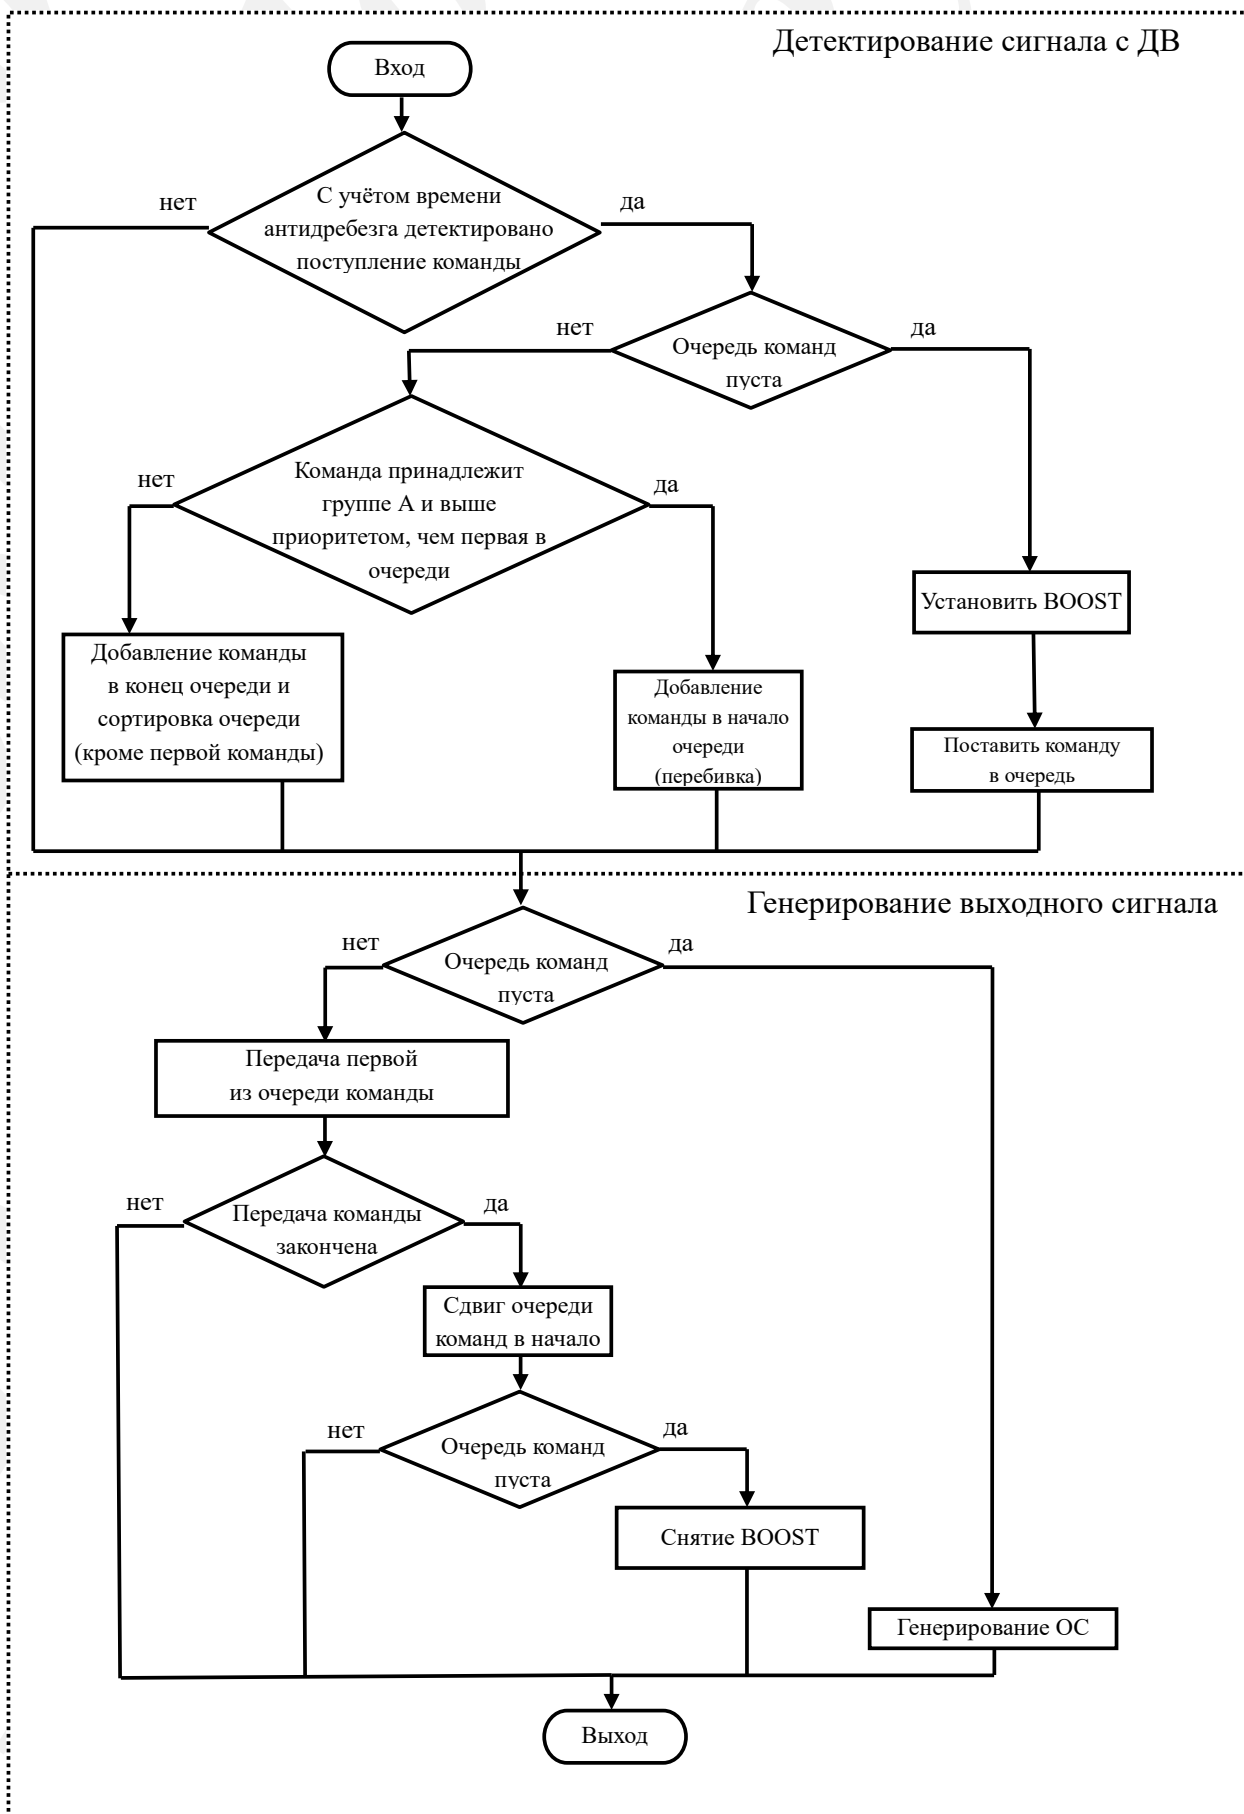 Детектирование сигнала с ДВ
Вход
нет
С учётом времени
антидребезга детектировано
поступление команды
да
нет
Очередь команд
пуста
да
нет
Команда принадлежит
группе А и выше
приоритетом, чем первая в
очереди
да
Установить BOOST
Добавление команды
в конец очереди и
сортировка очереди
(кроме первой команды)
Добавление
команды в начало
очереди
(перебивка)
Поставить команду
в очередь
Генерирование выходного сигнала
нет
Очередь команд
пуста
да
Передача первой
из очереди команды
нет
Передача команды
закончена
да
Сдвиг очереди
команд в начало
нет
Очередь команд
пуста
да
Снятие BOOST
Генерирование ОС
Выход